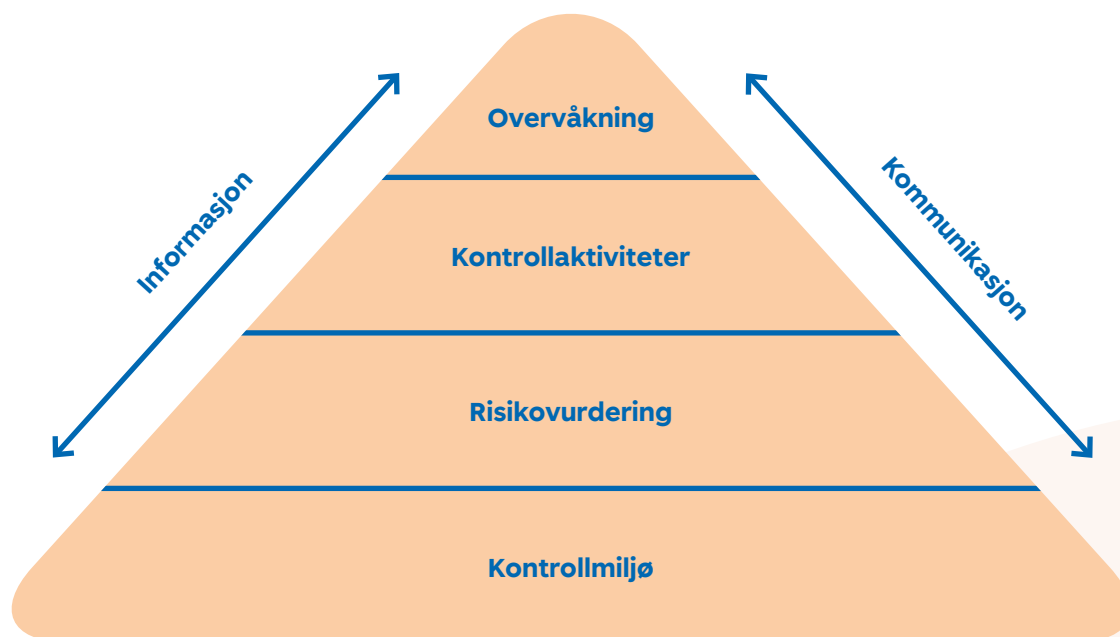 Overvåkning
Informasjon
Kommunikasjon
Kontrollaktiviteter
Risikovurdering
Kontrollmiljø